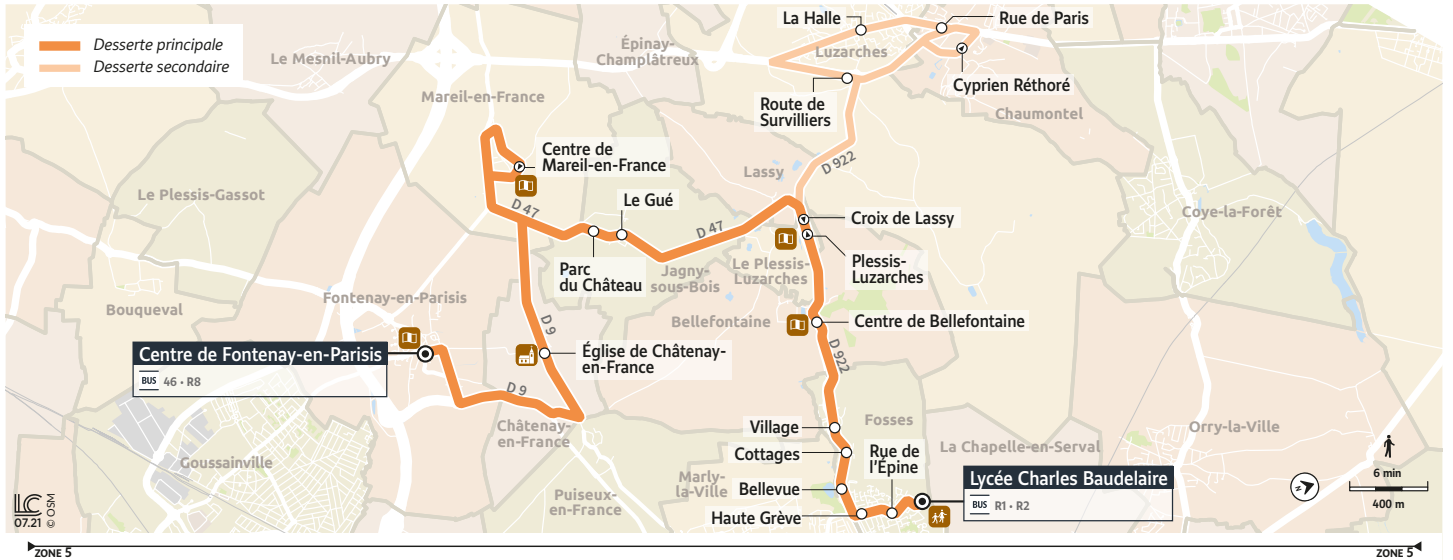 Desserte principale
Desserte secondaire
Le Mesnil-Aubry
Épinay-
Champlâtreux
La Halle
Rue de Paris
Luzarches
Cyprien Réthoré
Route de
Survilliers
Chaumontel
Mareil-en-France
Centre de
Mareil-en-France
D 922
Lassy
Le Plessis-Gassot
D 47
Le Gué
D 47
Croix de Lassy
Coye-la-Forêt
Parc
du Château
Jagny-
sous-Bois
Le Plessis-
Luzarches
Plessis-
Luzarches
Bouqueval
Fontenay-en-Parisis
D 9
Bellefontaine
Centre de Bellefontaine
Centre de Fontenay-en-Parisis
BUS 46 • R8
Église de Châtenay-
en-France
D 922
D 9
Châtenay-
en-France
Fosses
Village
Cottages
Rue de
l'Épine
La Chapelle-en-Serval
Orry-la-Ville
Goussainville
Marly-
la-Ville
Bellevue
Haute Grève
Lycée Charles Baudelaire
BUS R1 • R2
Puiseux-
en-France
6 min
400 m
N
LC
07.21
© OSM
ZONE 5
ZONE 5